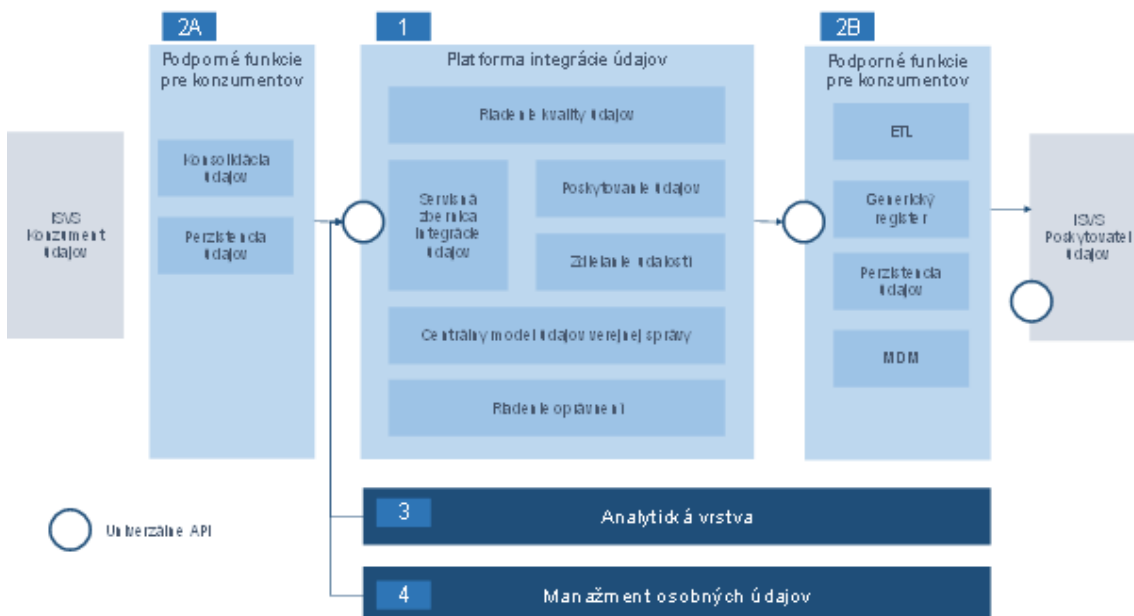 2A
Podporné funkcie
pre konzumentov
Konsolidácia
údajov
Perzistencia
údajov
ISVS
Konzument
údajov
1
Platforma integrácie údajov
Riadenie kvality údajov
Servisná
zbernica
integrácie
údajov
Poskytovanie údajov
Zdieľanie udalostí
Centrálny model údajov verejnej správy
Riadenie oprávnení
2B
Podporné funkcie
pre konzumentov
ETL
Generický
register
Perzistencia
údajov
MDM
ISVS
Poskytovateľ
údajov
3
Analytická vrstva
4
Manažment osobných údajov
Univerzálne API